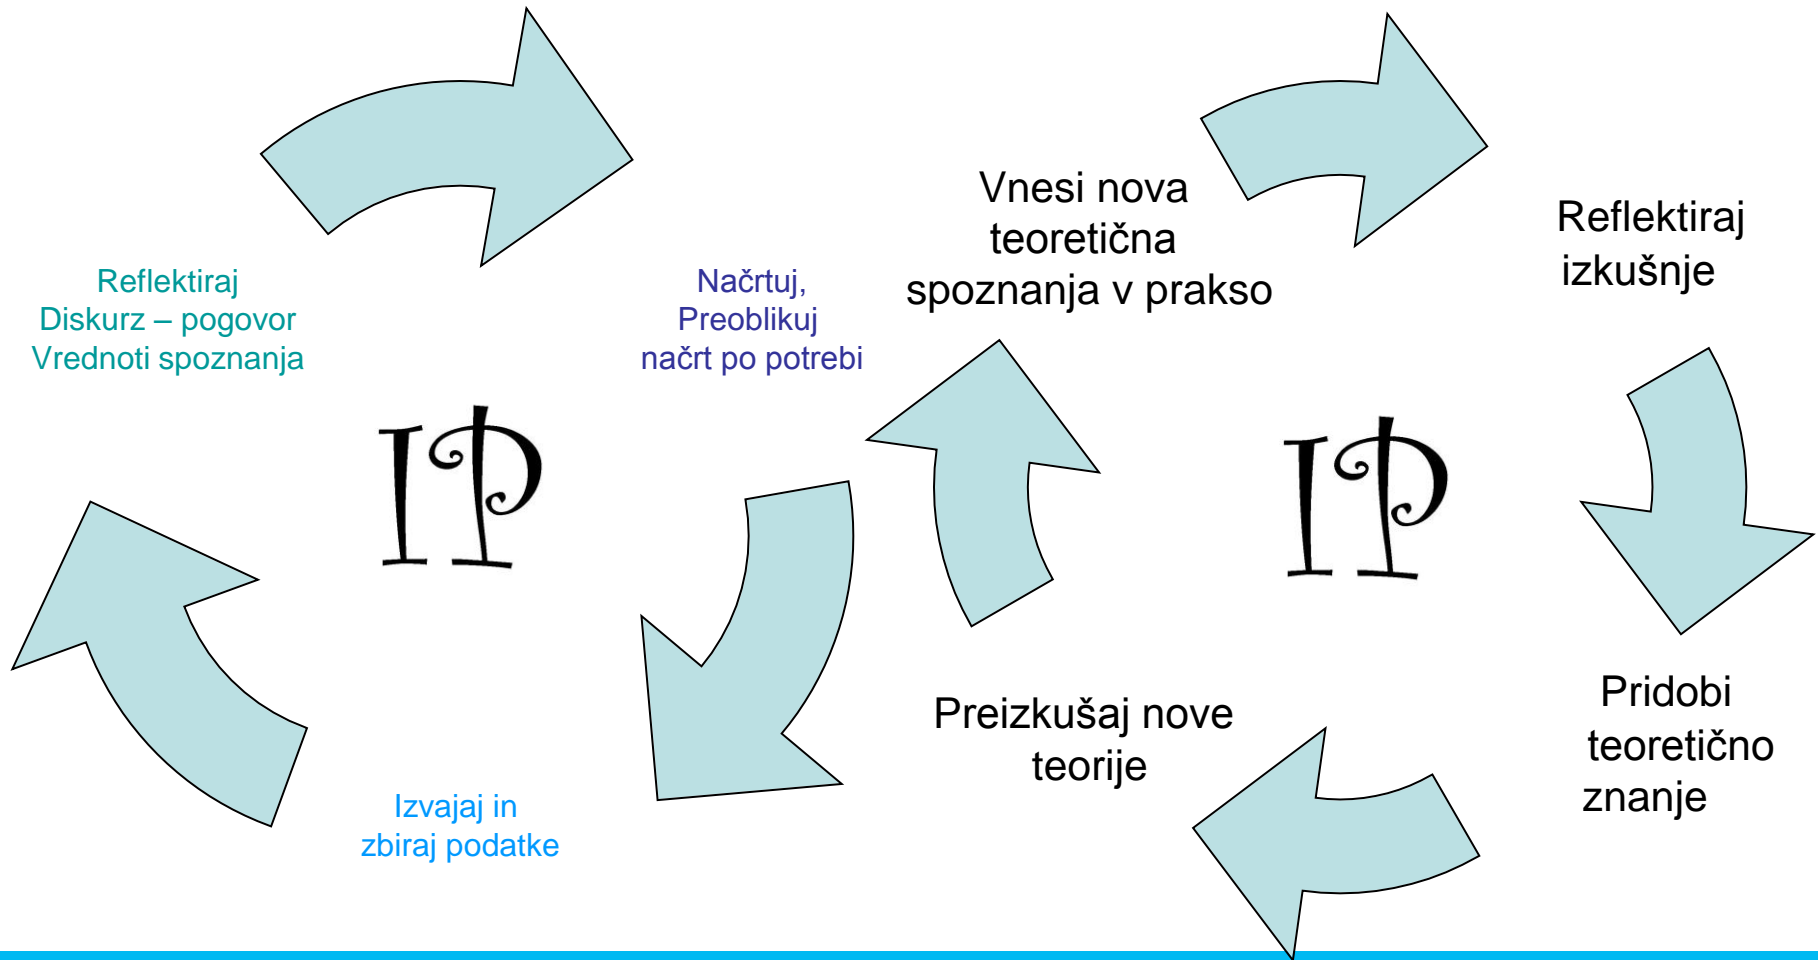 Reflektiraj
Diskurz – pogovor
Vrednoti spoznanja
Načrtuj,
Preoblikuj
načrt po potrebi
IP
Izvajaj in
zbiraj podatke
Vnesi nova
teoretična
spoznanja v prakso
Reflektiraj
izkušnje
IP
Preizkušaj nove
teorije
Pridobi
teoretično
znanje